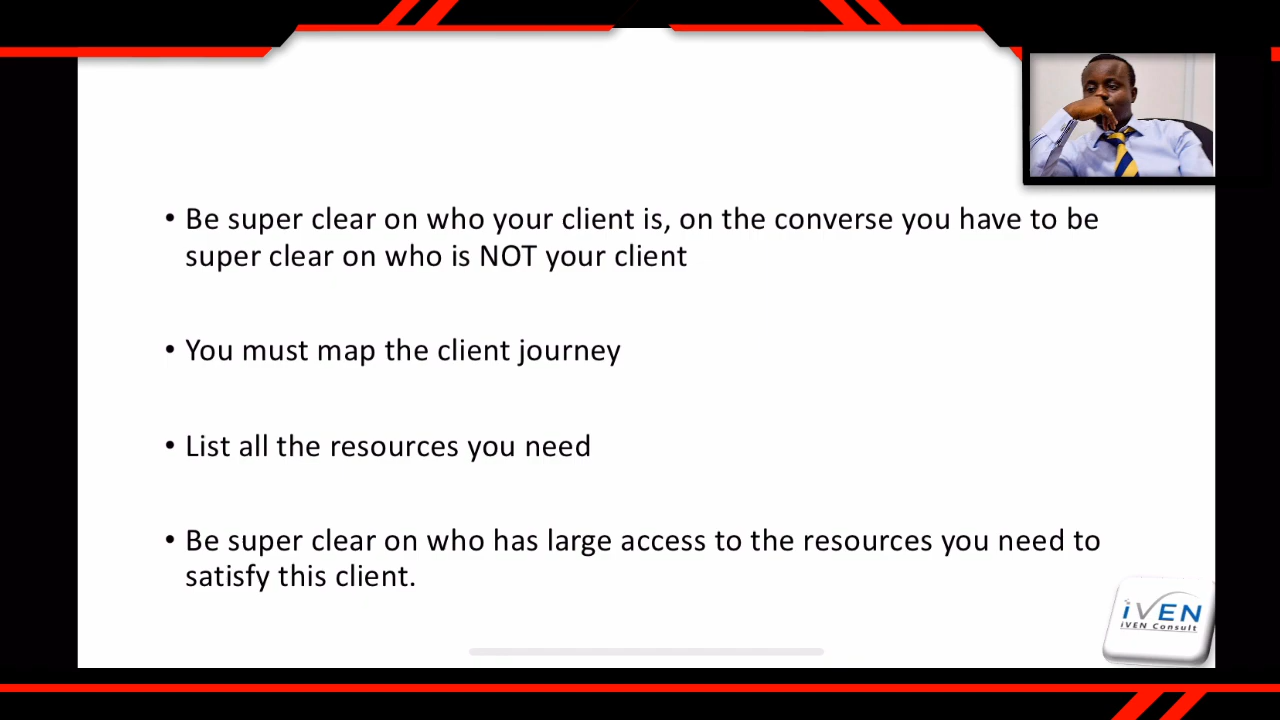 • Be super clear on who your client is, on the converse you have to be
super clear on who is NOT your client
• You must map the client journey
• List all the resources you need
• Be super clear on who has large access to the resources you need to
satisfy this client.
iVEN
iVEN Consult